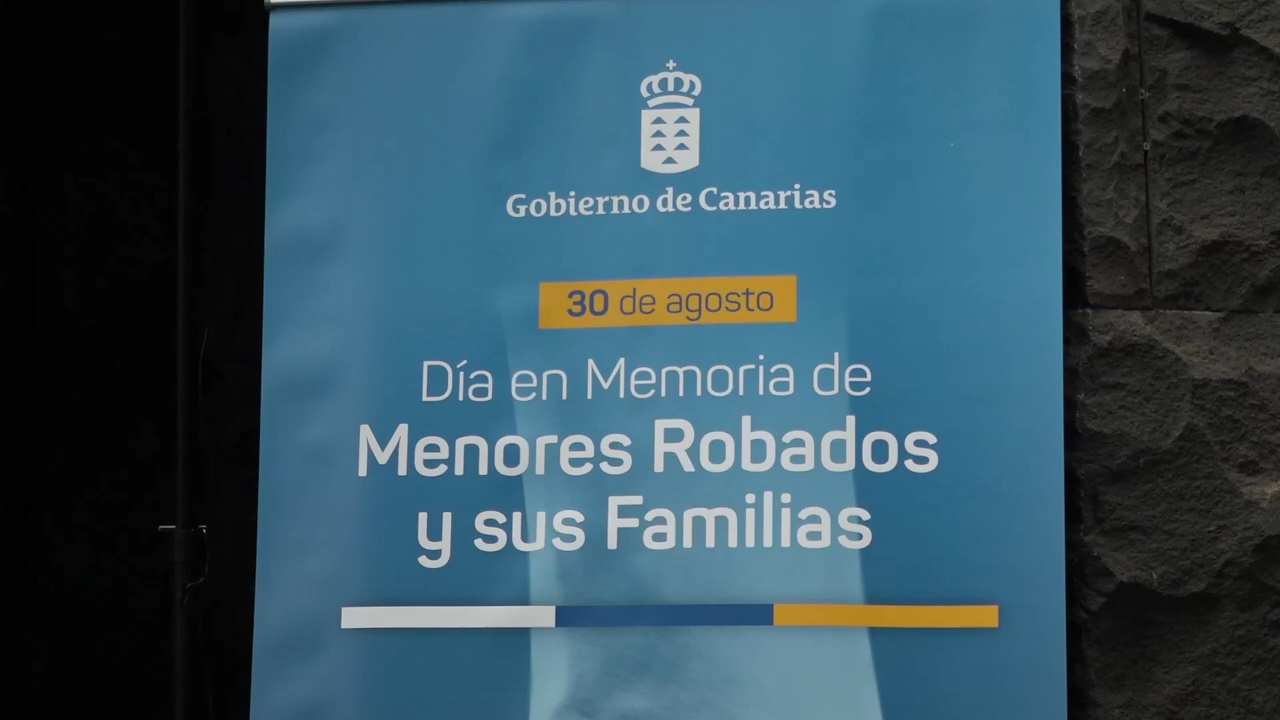 Gobierno de Canarias
30 de agosto
Día en Memoria de
Menores Robados
y sus Familias